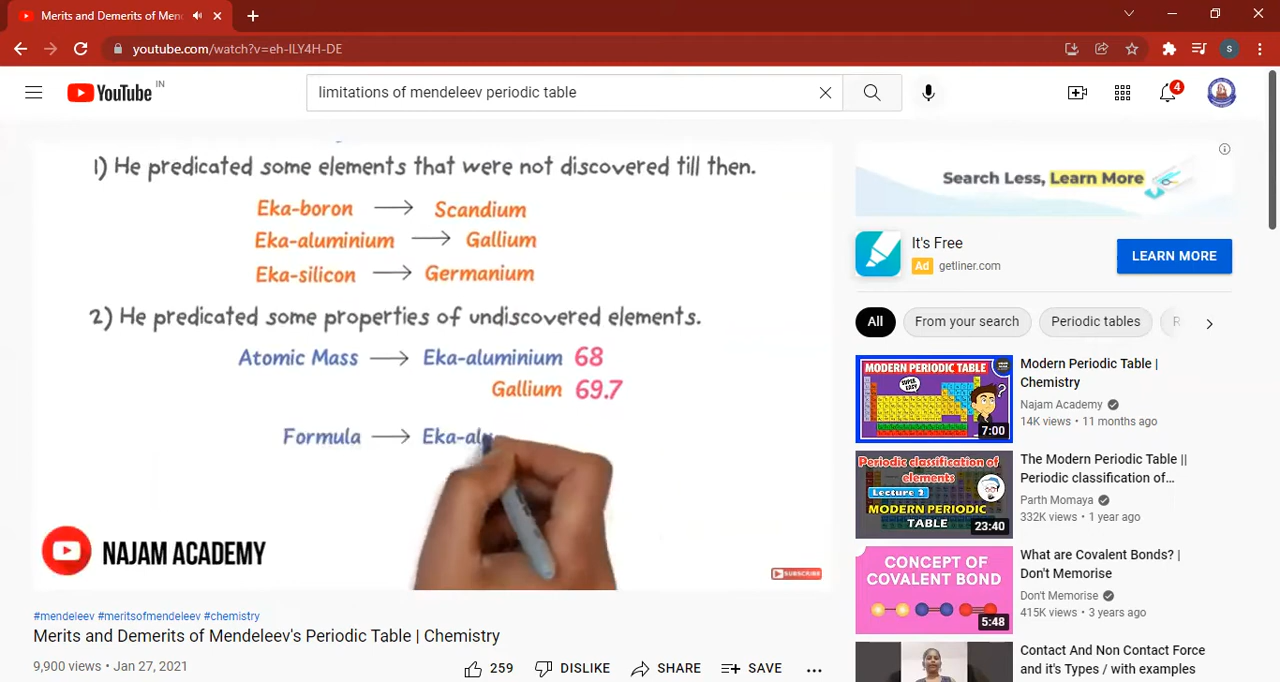 Merits and Demerits of Men
youtube.com/watch?v=eh-ILY4H-DE
YouTube IN
limitations of mendeleev periodic table
4
S
1) He predicated some elements that were not discovered till then.
Eka-boron → Scandium
Eka-aluminium → Gallium
Eka-silicon → Germanium
2) He predicated some properties of undiscovered elements.
Atomic Mass → Eka-aluminium 68
Gallium 69.7
Formula → Eka-alu
NAJAM ACADEMY
SUBSCRIBE
#mendeleev #meritsofmendeleev #chemistry
Merits and Demerits of Mendeleev's Periodic Table | Chemistry
9,900 views • Jan 27, 2021
259 DISLIKE SHARE SAVE ...
Search Less, Learn More
It's Free
Ad getliner.com
LEARN MORE
All From your search Periodic tables R
MODERN PERIODIC TABLE
SUPER EASY
7:00
Modern Periodic Table |
Chemistry
Najam Academy
14K views • 11 months ago
Periodic classification of
elements
Lecture 2
MODERN PERIODIC
TABLE
23:40
The Modern Periodic Table ||
Periodic classification of...
Parth Momaya
332K views • 1 year ago
CONCEPT OF
COVALENT BOND
5:48
What are Covalent Bonds? |
Don't Memorise
Don't Memorise
415K views • 3 years ago
Contact And Non Contact Force
and it's Types / with examples